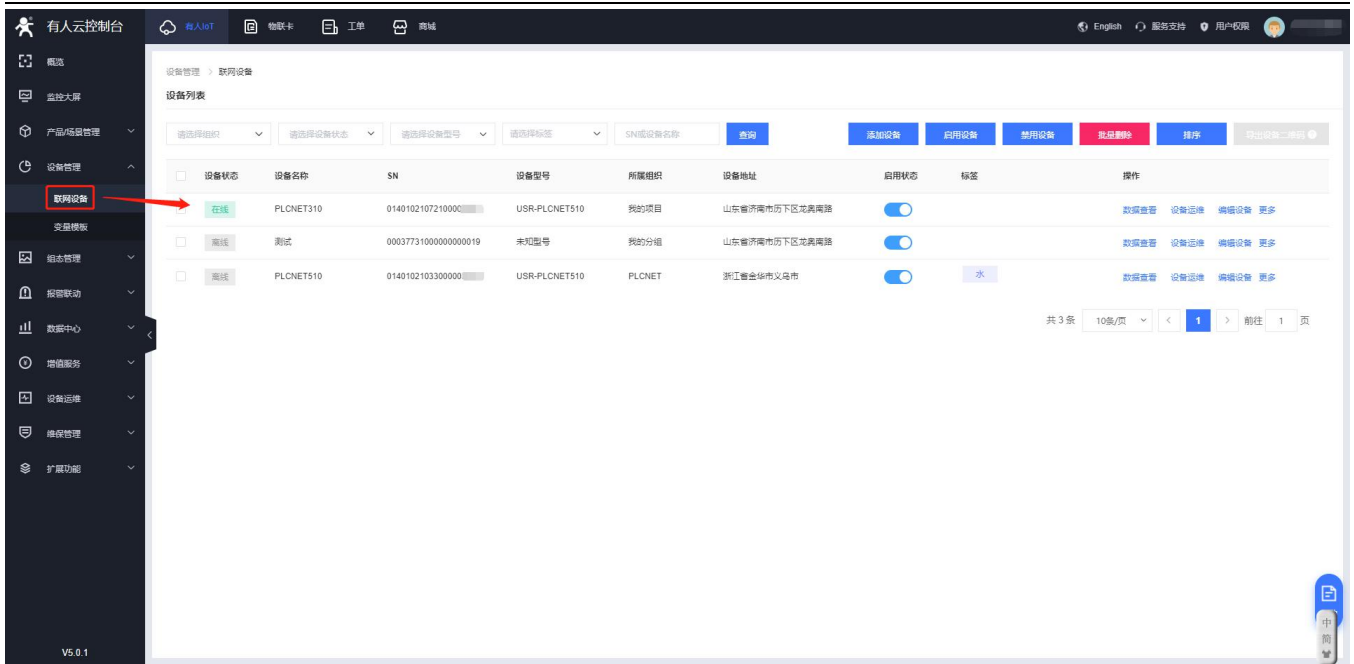 有人云控制台 有人IoT 物联卡 工单 商城 English 服务支持 用户权限
概览
监控大屏
产品/场景管理
设备管理
联网设备
变量模板
组态管理
报警联动
数据中心
增值服务
设备运维
维保管理
扩展功能
V5.0.1
设备管理 > 联网设备
设备列表
请选择组织 请选择设备状态 请选择设备型号 请选择标签 SN或设备名称 查询 添加设备 启用设备 禁用设备 批量删除 排序 导出设备二维码
设备状态 设备名称 SN 设备型号 所属组织 设备地址 启用状态 标签 操作
在线 PLCNET310 0140102107210000 USR-PLCNET510 我的项目 山东省济南市历下区龙奥南路 数据查看 设备运维 编辑设备 更多
离线 测试 00037731000000000019 未知型号 我的分组 山东省济南市历下区龙奥南路 数据查看 设备运维 编辑设备 更多
离线 PLCNET510 0140102103300000 USR-PLCNET510 PLCNET 浙江省金华市义乌市 水 数据查看 设备运维 编辑设备 更多
共 3 条 10条/页 < 1 > 前往 1 页
中
简